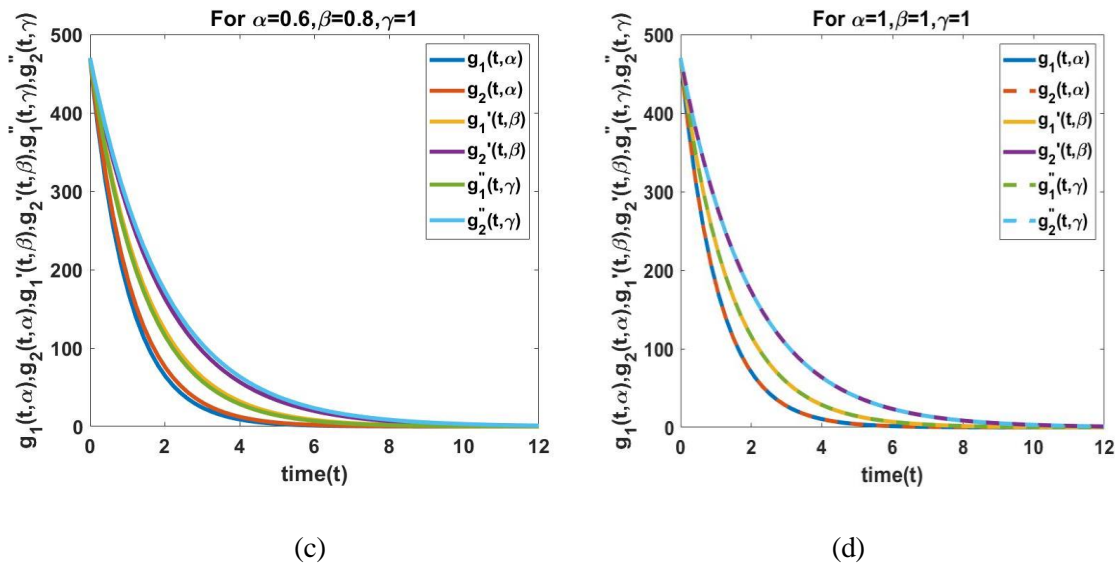 For α=0.6,β=0.8,γ=1
g₁(t,α),g₂(t,α),g₁'(t,β),g₂'(t,β),g₁"(t,γ),g₂"(t,γ)
500
400
300
200
100
0
g₁(t,α)
g₂(t,α)
g₁'(t,β)
g₂'(t,β)
g₁"(t,γ)
g₂"(t,γ)
0 2 4 6 8 10 12
time(t)
(c)
For α=1,β=1,γ=1
g₁(t,α),g₂(t,α),g₁'(t,β),g₂'(t,β),g₁"(t,γ),g₂"(t,γ)
500
400
300
200
100
0
g₁(t,α)
g₂(t,α)
g₁'(t,β)
g₂'(t,β)
g₁"(t,γ)
g₂"(t,γ)
0 2 4 6 8 10 12
time(t)
(d)